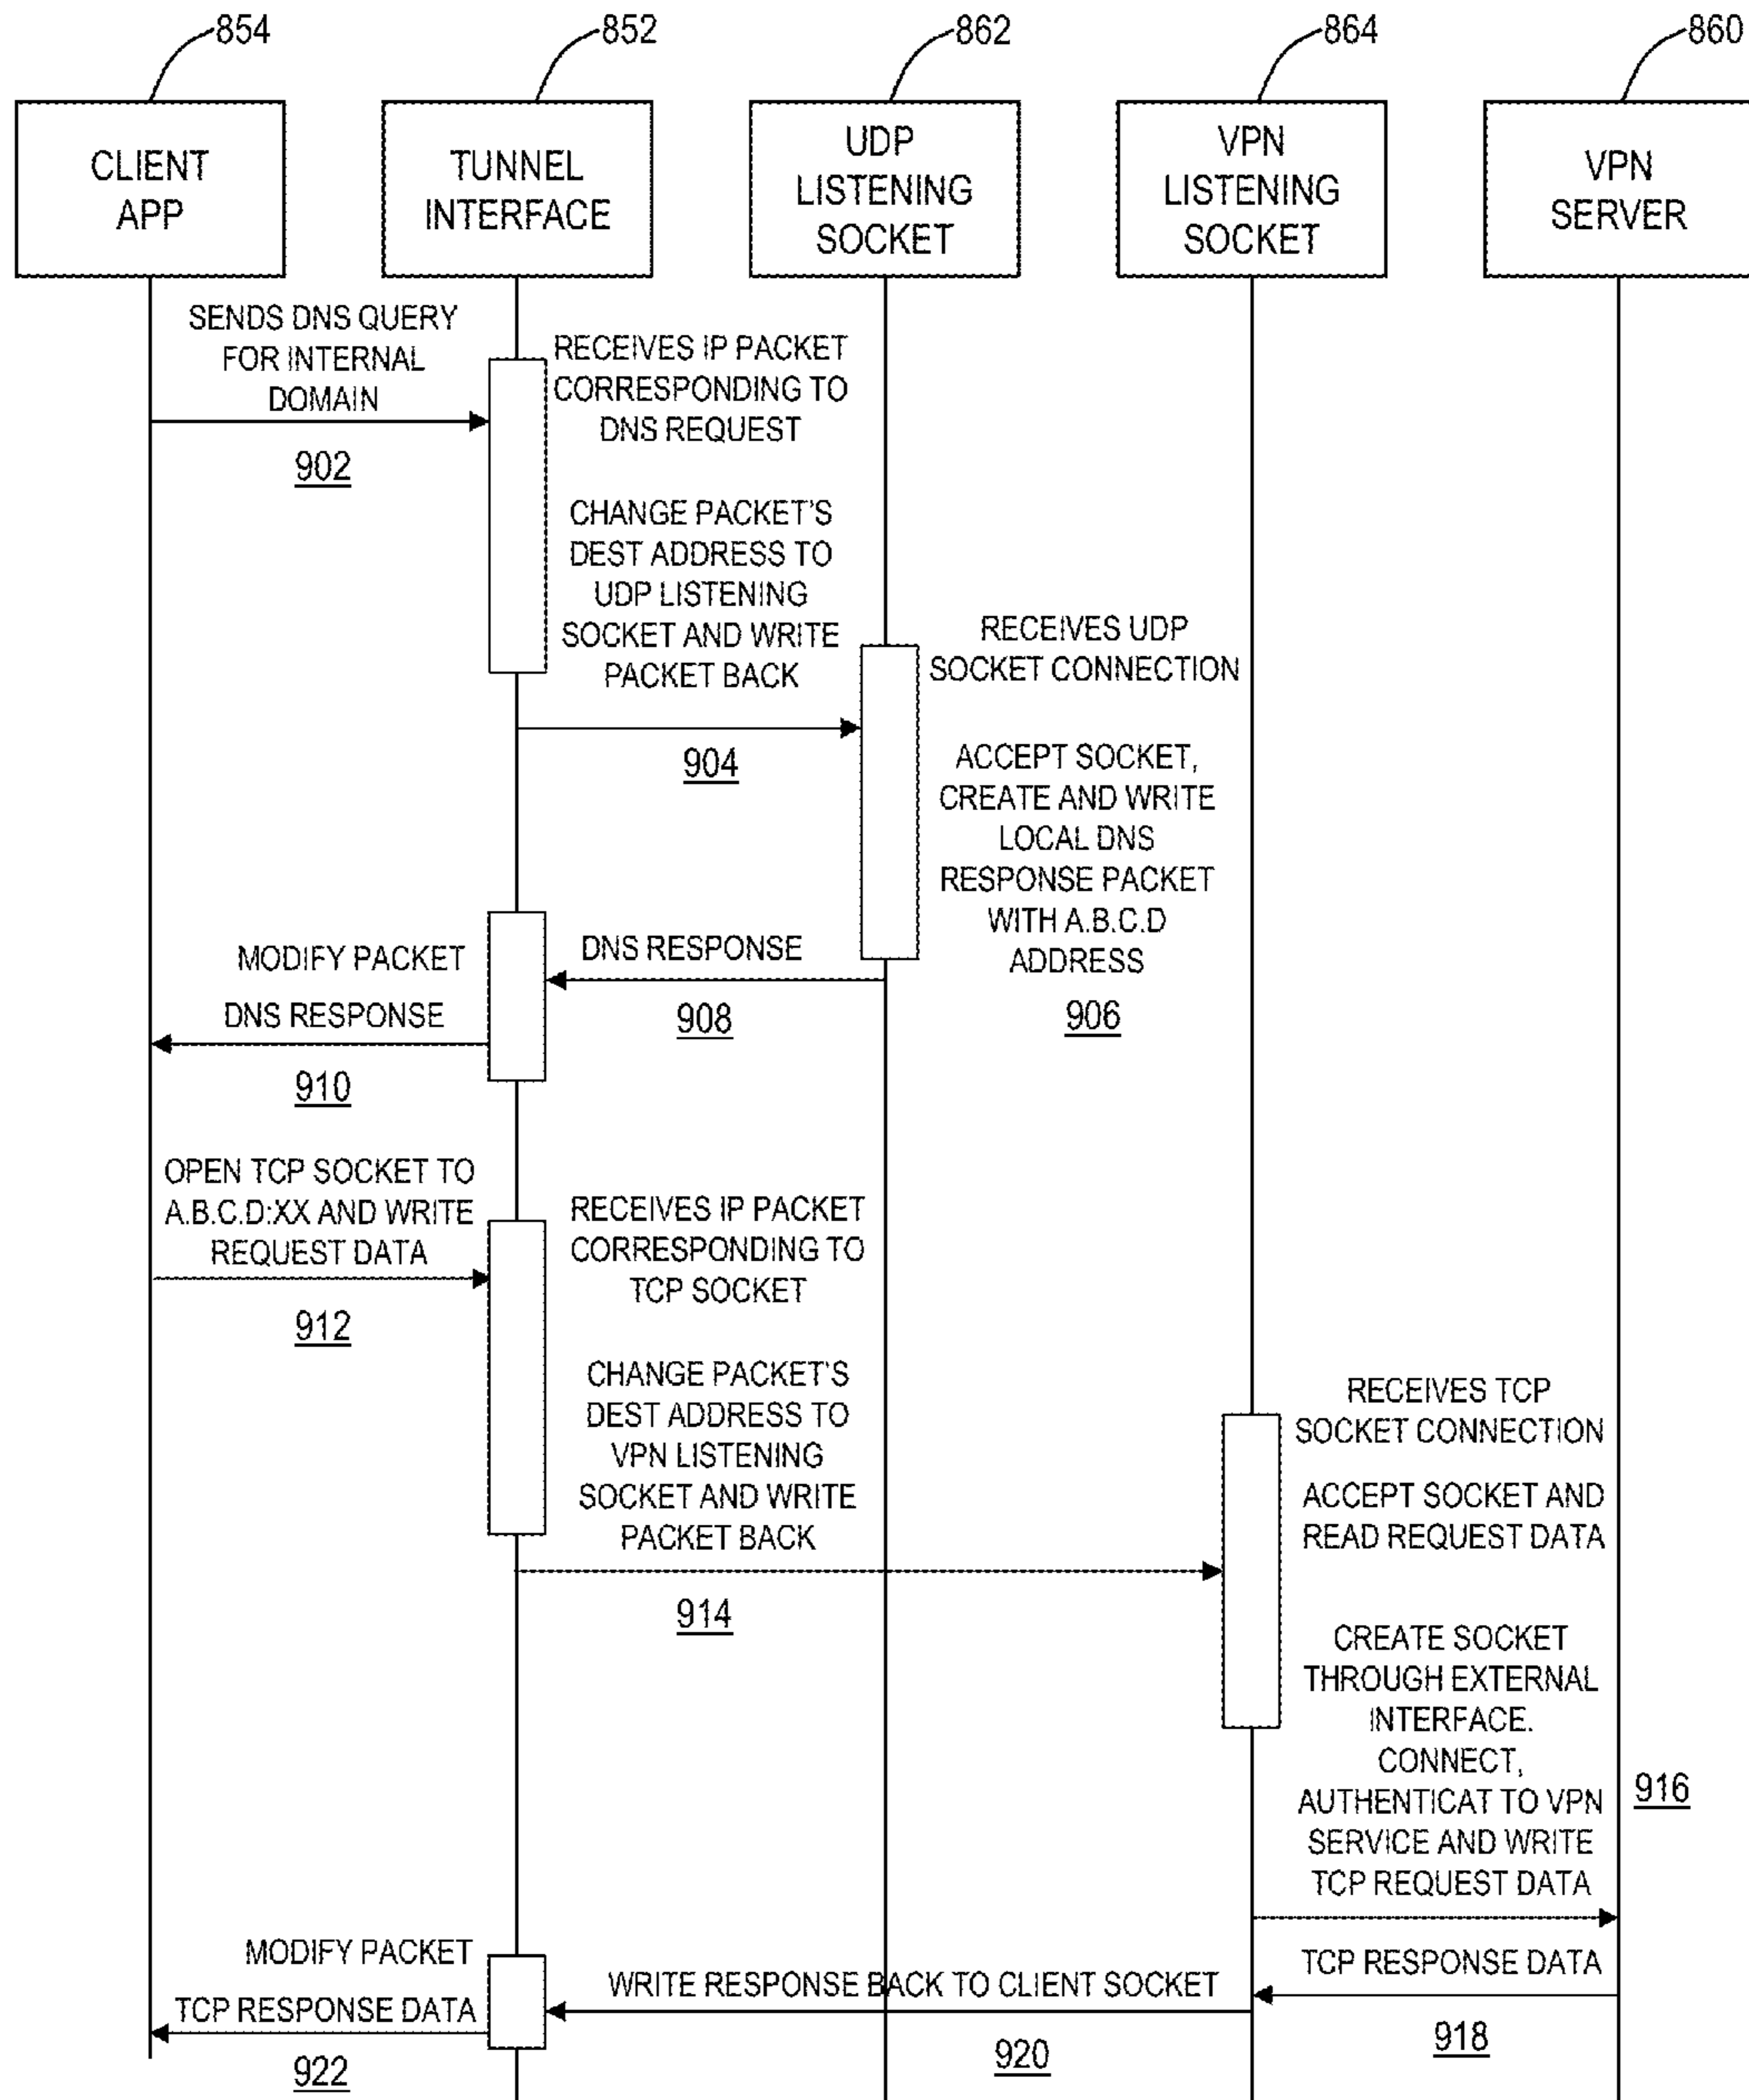 854
852
862
864
860
CLIENT
APP
TUNNEL
INTERFACE
UDP
LISTENING
SOCKET
VPN
LISTENING
SOCKET
VPN
SERVER
SENDS DNS QUERY
FOR INTERNAL
DOMAIN
902
RECEIVES IP PACKET
CORRESPONDING TO
DNS REQUEST
CHANGE PACKET'S
DEST ADDRESS TO
UDP LISTENING
SOCKET AND WRITE
PACKET BACK
904
RECEIVES UDP
SOCKET CONNECTION
ACCEPT SOCKET,
CREATE AND WRITE
LOCAL DNS
RESPONSE PACKET
WITH A.B.C.D
ADDRESS
906
DNS RESPONSE
908
MODIFY PACKET
DNS RESPONSE
910
OPEN TCP SOCKET TO
A.B.C.D:XX AND WRITE
REQUEST DATA
912
RECEIVES IP PACKET
CORRESPONDING TO
TCP SOCKET
CHANGE PACKET'S
DEST ADDRESS TO
VPN LISTENING
SOCKET AND WRITE
PACKET BACK
914
RECEIVES TCP
SOCKET CONNECTION
ACCEPT SOCKET AND
READ REQUEST DATA
CREATE SOCKET
THROUGH EXTERNAL
INTERFACE.
CONNECT,
AUTHENTICAT TO VPN
SERVICE AND WRITE
TCP REQUEST DATA
916
TCP RESPONSE DATA
918
WRITE RESPONSE BACK TO CLIENT SOCKET
920
MODIFY PACKET
TCP RESPONSE DATA
922